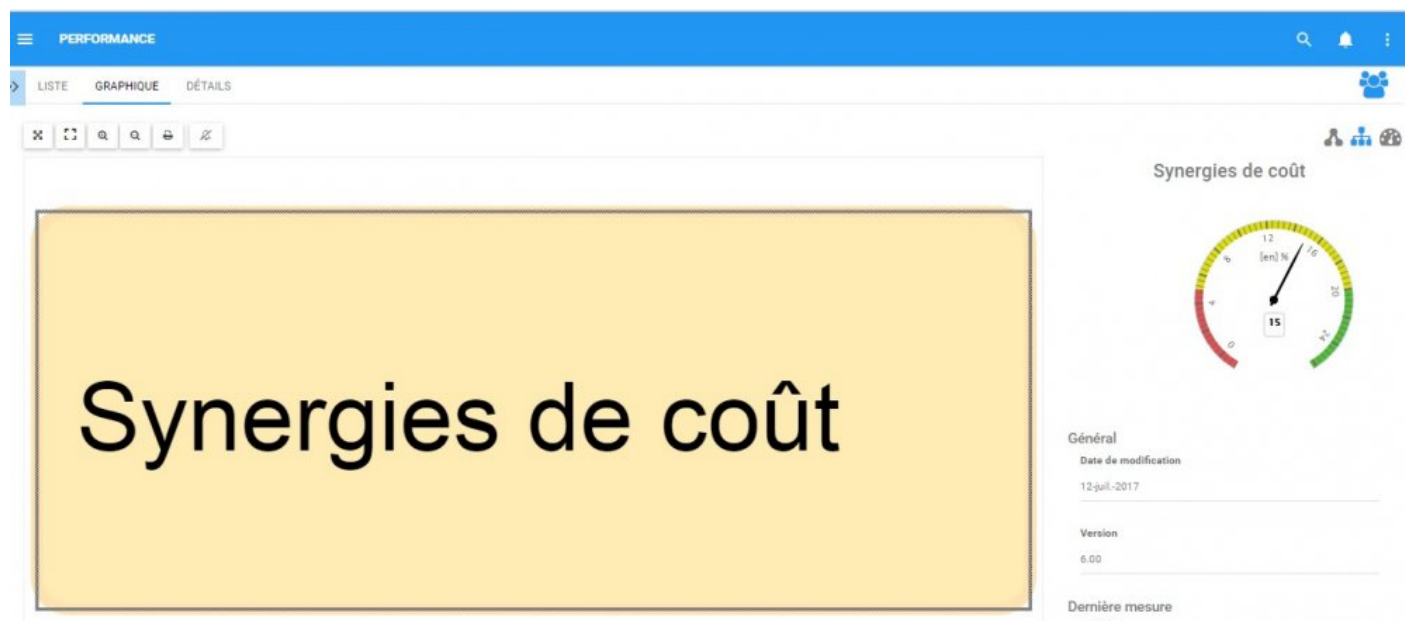 PERFORMANCE
LISTE GRAPHIQUE DÉTAILS
Synergies de coût
Synergies de coût
0
4
8
12
16
20
24
[en] %
15
Général
Date de modification
12-juil.-2017
Version
6.00
Dernière mesure